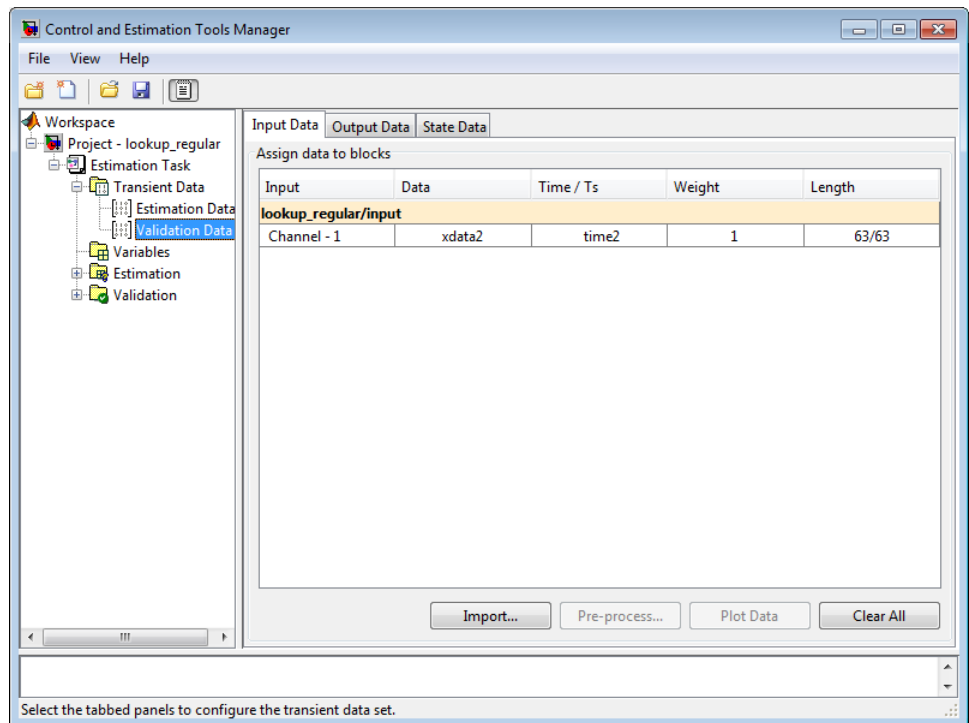 Control and Estimation Tools Manager
File View Help
Workspace
Project - lookup_regular
Estimation Task
Transient Data
Estimation Data
Validation Data
Variables
Estimation
Validation
Input Data Output Data State Data
Assign data to blocks
Input Data Time / Ts Weight Length
lookup_regular/input
Channel - 1 xdata2 time2 1 63/63
Import... Pre-process... Plot Data Clear All
Select the tabbed panels to configure the transient data set.